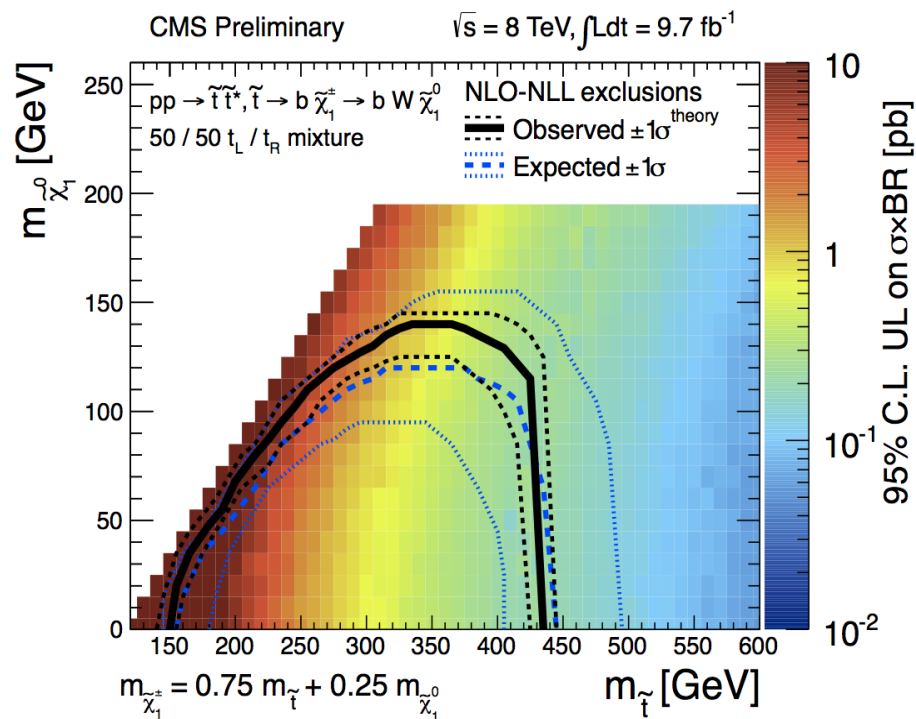 CMS Preliminary
√s = 8 TeV, ∫Ldt = 9.7 fb⁻¹
pp → t̃ t̃*, t̃ → b χ̃₁± → b W χ̃₁⁰
50 / 50 t_L / t_R mixture
NLO-NLL exclusions
Observed ±1σ^theory
Expected ±1σ
m_χ̃₁⁰ [GeV]
250
200
150
100
50
0
150 200 250 300 350 400 450 500 550 600
m_t̃ [GeV]
m_χ̃₁± = 0.75 m_t̃ + 0.25 m_χ̃₁⁰
10
1
10⁻¹
10⁻²
95% C.L. UL on σ×BR [pb]